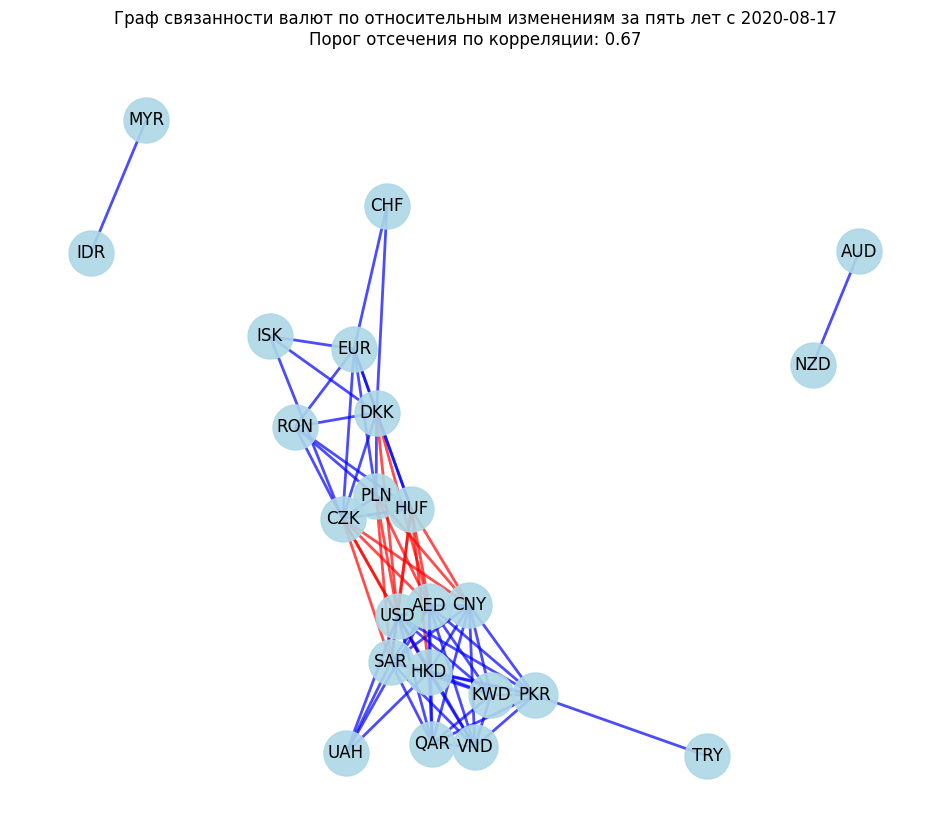 Граф связанности валют по относительным изменениям за пять лет с 2020-08-17
Порог отсечения по корреляции: 0.67
MYR
CHF
IDR
AUD
ISK
EUR
NZD
DKK
RON
PLN
HUF
CZK
AED
CNY
USD
SAR
HKD
KWD
PKR
QAR
VND
UAH
TRY